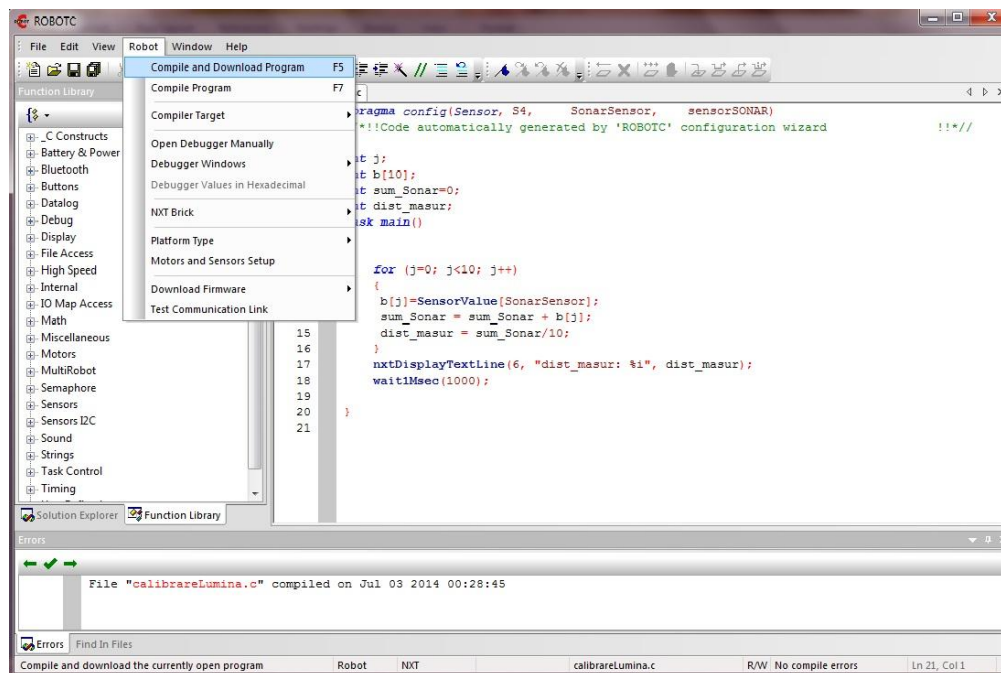 ROBOTC
File Edit View Robot Window Help
Compile and Download Program F5
Compile Program F7
Compiler Target
Open Debugger Manually
Debugger Windows
Debugger Values in Hexadecimal
NXT Brick
Platform Type
Motors and Sensors Setup
Download Firmware
Test Communication Link
Function Library
_C Constructs
Battery & Power
Bluetooth
Buttons
Datalog
Debug
Display
File Access
High Speed
Internal
IO Map Access
Math
Miscellaneous
Motors
MultiRobot
Semaphore
Sensors
Sensors I2C
Sound
Strings
Task Control
Timing
Solution Explorer Function Library
c
ragma config(Sensor, S4, SonarSensor, sensorSONAR)
*!!Code automatically generated by 'ROBOTC' configuration wizard !!*//
t j;
t b[10];
t sum_Sonar=0;
t dist_masur;
sk main()
for (j=0; j<10; j++)
{
b[j]=SensorValue[SonarSensor];
sum_Sonar = sum_Sonar + b[j];
15 dist_masur = sum_Sonar/10;
16 }
17 nxtDisplayTextLine(6, "dist_masur: %i", dist_masur);
18 wait1Msec(1000);
19
20 }
21
Errors
File "calibrareLumina.c" compiled on Jul 03 2014 00:28:45
Errors Find In Files
Compile and download the currently open program Robot NXT calibrareLumina.c R/W No compile errors Ln 21, Col 1